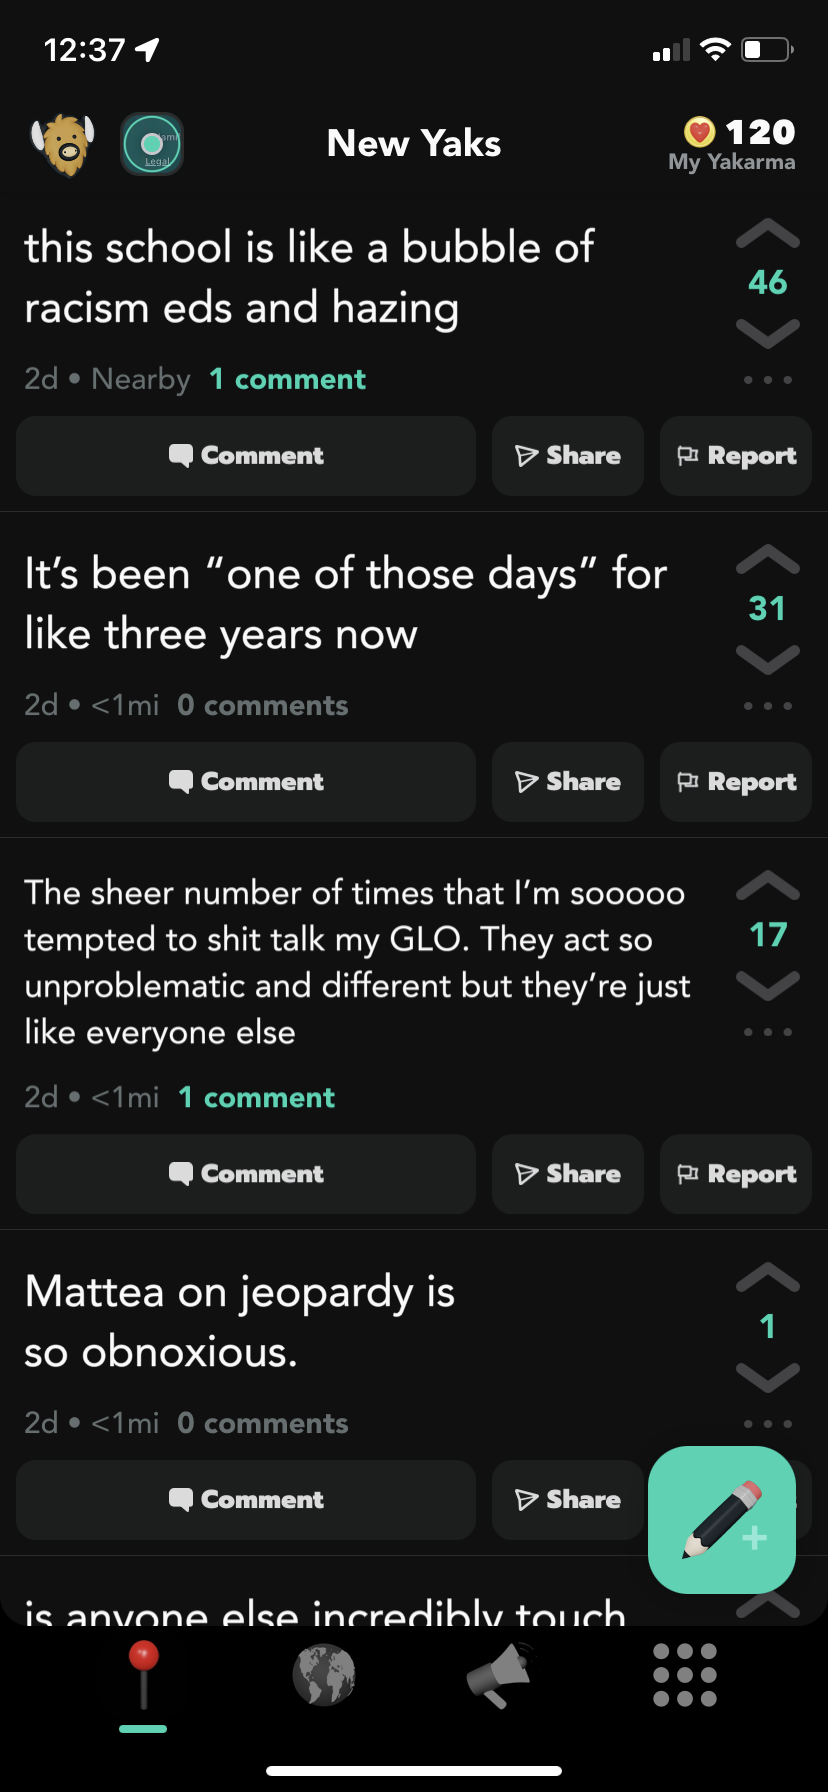 12:37
Legal
New Yaks
120
My Yakarma
this school is like a bubble of
racism eds and hazing
46
2d • Nearby 1 comment
Comment Share Report
It’s been “one of those days” for
like three years now
31
2d • <1mi 0 comments
Comment Share Report
The sheer number of times that I’m sooooo
tempted to shit talk my GLO. They act so
unproblematic and different but they’re just
like everyone else
17
2d • <1mi 1 comment
Comment Share Report
Mattea on jeopardy is
so obnoxious.
1
2d • <1mi 0 comments
Comment Share
is anyone else incredibly touch